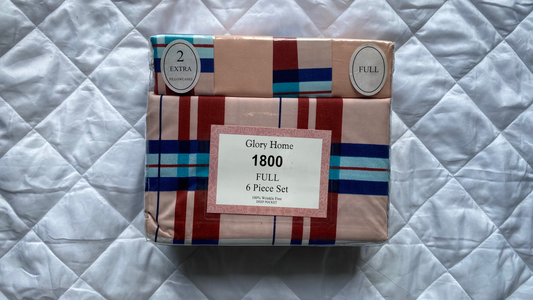 2
EXTRA
PILLOWCASES
FULL
Glory Home
1800
FULL
6 Piece Set
100% Wrinkle Free
DEEP POCKET